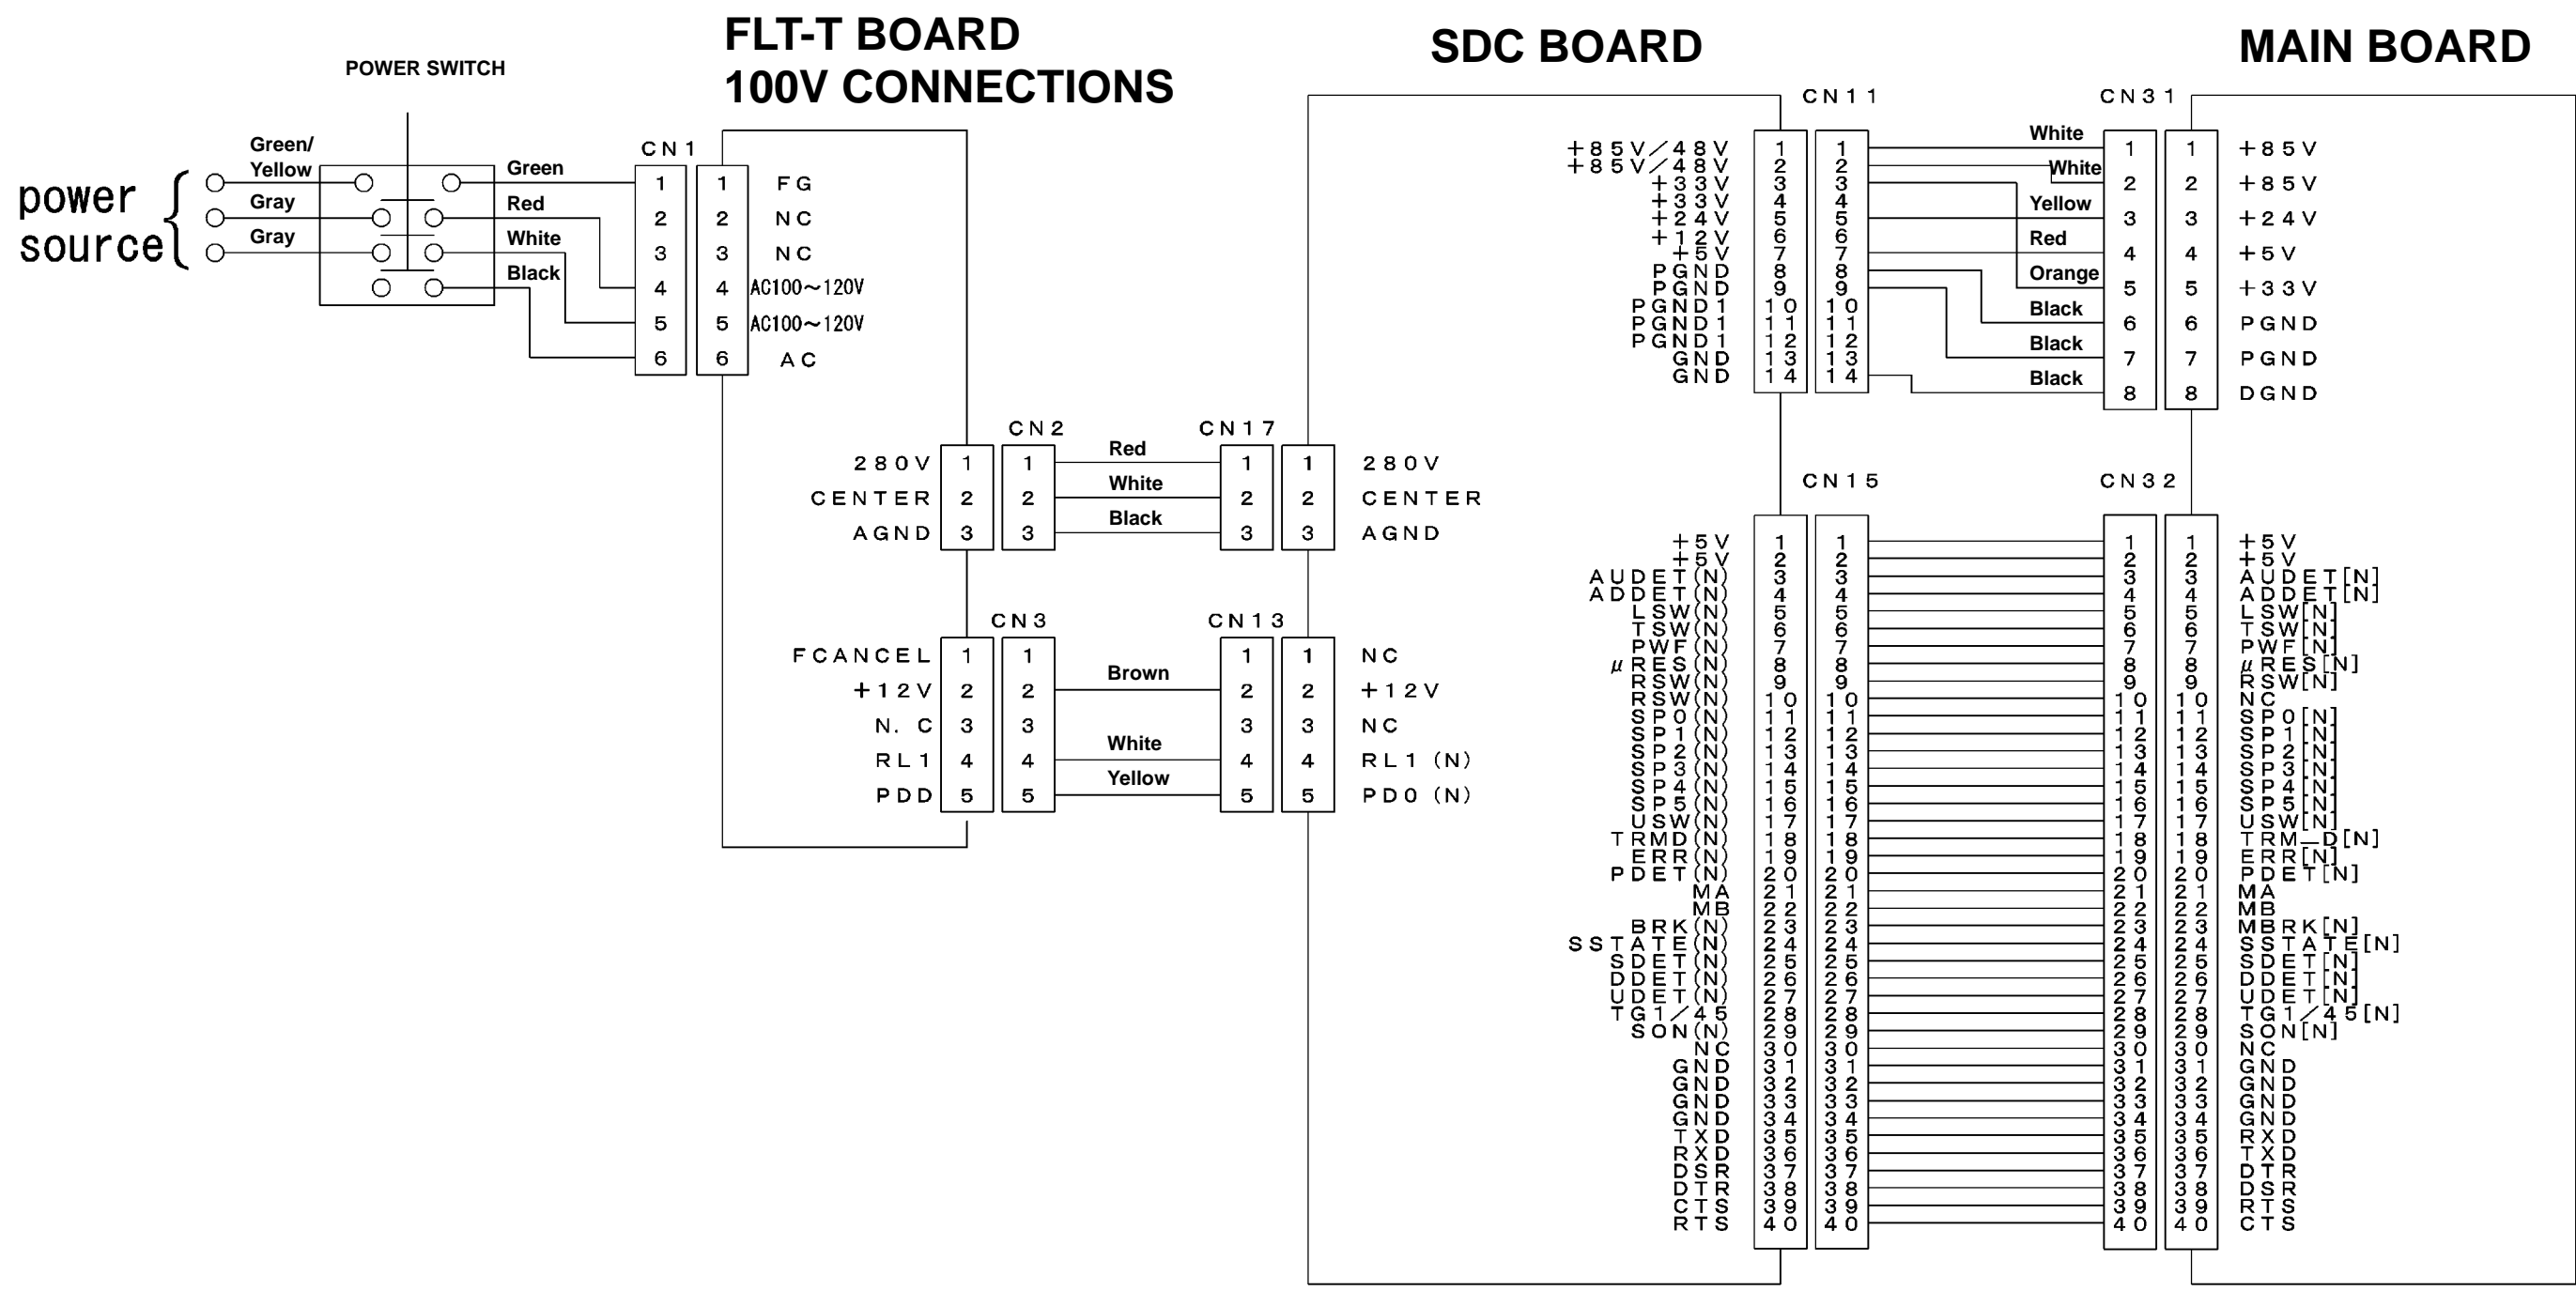 FLT-T BOARD
100V CONNECTIONS
SDC BOARD
MAIN BOARD
POWER SWITCH
power
source
Green/
Yellow
Gray
Gray
Green
Red
White
Black
CN1
1 1 FG
2 2 NC
3 3 NC
4 4 AC100~120V
5 5 AC100~120V
6 6 AC
CN2 CN17
280V 1 1 Red 1 1 280V
CENTER 2 2 White 2 2 CENTER
AGND 3 3 Black 3 3 AGND
CN3 CN13
FCANCEL 1 1 1 1 NC
+12V 2 2 Brown 2 2 +12V
N. C 3 3 3 3 NC
RL1 4 4 White 4 4 RL1 (N)
PDD 5 5 Yellow 5 5 PD0 (N)
CN11
+85V/48V 1 1
+85V/48V 2 2
+33V 3 3
+33V 4 4
+24V 5 5
+12V 6 6
+5V 7 7
PGND 8 8
PGND 9 9
PGND1 10 10
PGND1 11 11
PGND1 12 12
GND 13 13
GND 14 14
CN31
White 1 1 +85V
White 2 2 +85V
Yellow 3 3 +24V
Red 4 4 +5V
Orange 5 5 +33V
Black 6 6 PGND
Black 7 7 PGND
Black 8 8 DGND
CN15 CN32
+5V 1 1 1 1 +5V
+5V 2 2 2 2 +5V
AUDET(N) 3 3 3 3 AUDET[N]
ADDET(N) 4 4 4 4 ADDET[N]
LSW(N) 5 5 5 5 LSW[N]
TSW(N) 6 6 6 6 TSW[N]
PWF(N) 7 7 7 7 PWF[N]
μRES(N) 8 8 8 8 μRES[N]
RSW(N) 9 9 9 9 RSW[N]
RSW(N) 10 10 10 10 NC
SP0(N) 11 11 11 11 SP0[N]
SP1(N) 12 12 12 12 SP1[N]
SP2(N) 13 13 13 13 SP2[N]
SP3(N) 14 14 14 14 SP3[N]
SP4(N) 15 15 15 15 SP4[N]
SP5(N) 16 16 16 16 SP5[N]
USW(N) 17 17 17 17 USW[N]
TRMD(N) 18 18 18 18 TRM—D[N]
ERR(N) 19 19 19 19 ERR[N]
PDET(N) 20 20 20 20 PDET[N]
MA 21 21 21 21 MA
MB 22 22 22 22 MB
BRK(N) 23 23 23 23 MBRK[N]
SSTATE(N) 24 24 24 24 SSTATE[N]
SDET(N) 25 25 25 25 SDET[N]
DDET(N) 26 26 26 26 DDET[N]
UDET(N) 27 27 27 27 UDET[N]
TG1/45 28 28 28 28 TG1/45[N]
SON(N) 29 29 29 29 SON[N]
NC 30 30 30 30 NC
GND 31 31 31 31 GND
GND 32 32 32 32 GND
GND 33 33 33 33 GND
GND 34 34 34 34 GND
TXD 35 35 35 35 RXD
RXD 36 36 36 36 TXD
DSR 37 37 37 37 DTR
DTR 38 38 38 38 DSR
CTS 39 39 39 39 RTS
RTS 40 40 40 40 CTS